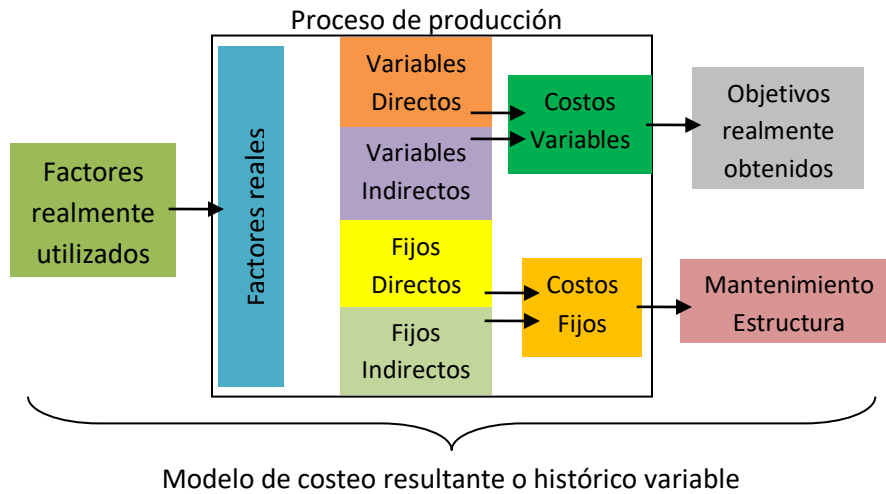 Proceso de producción
Factores
realmente
utilizados
Factores reales
Variables
Directos
Variables
Indirectos
Fijos
Directos
Fijos
Indirectos
Costos
Variables
Costos
Fijos
Objetivos
realmente
obtenidos
Mantenimiento
Estructura
Modelo de costeo resultante o histórico variable